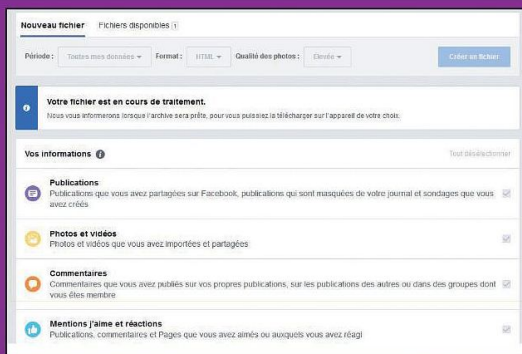 Nouveau fichier Fichiers disponibles 1
Période : Toutes mes données Format : HTML Qualité des photos : Élevée Créer un fichier
Votre fichier est en cours de traitement.
Nous vous informerons lorsque l'archive sera prête, pour vous puissiez la télécharger sur l'appareil de votre choix.
Vos informations Tout désélectionner
Publications
Publications que vous avez partagées sur Facebook, publications qui sont masquées de votre journal et sondages que vous
avez créés
Photos et vidéos
Photos et vidéos que vous avez importées et partagées
Commentaires
Commentaires que vous avez publiés sur vos propres publications, sur les publications des autres ou dans des groupes dont
vous êtes membre
Mentions j'aime et réactions
Publications, commentaires et Pages que vous avez aimés ou auxquels vous avez réagi